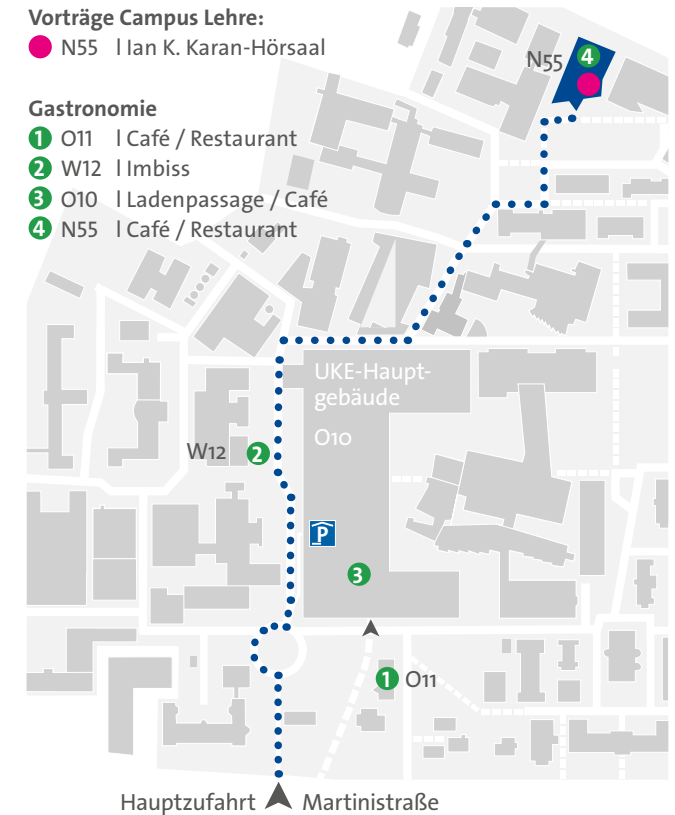 Vorträge Campus Lehre:
N55 I Ian K. Karan-Hörsaal
Gastronomie
1 O11 I Café / Restaurant
2 W12 I Imbiss
3 O10 I Ladenpassage / Café
4 N55 I Café / Restaurant
N55 4
UKE-Haupt-
gebäude
O10
W12 2
P
3
1 O11
Hauptzufahrt Martinistraße